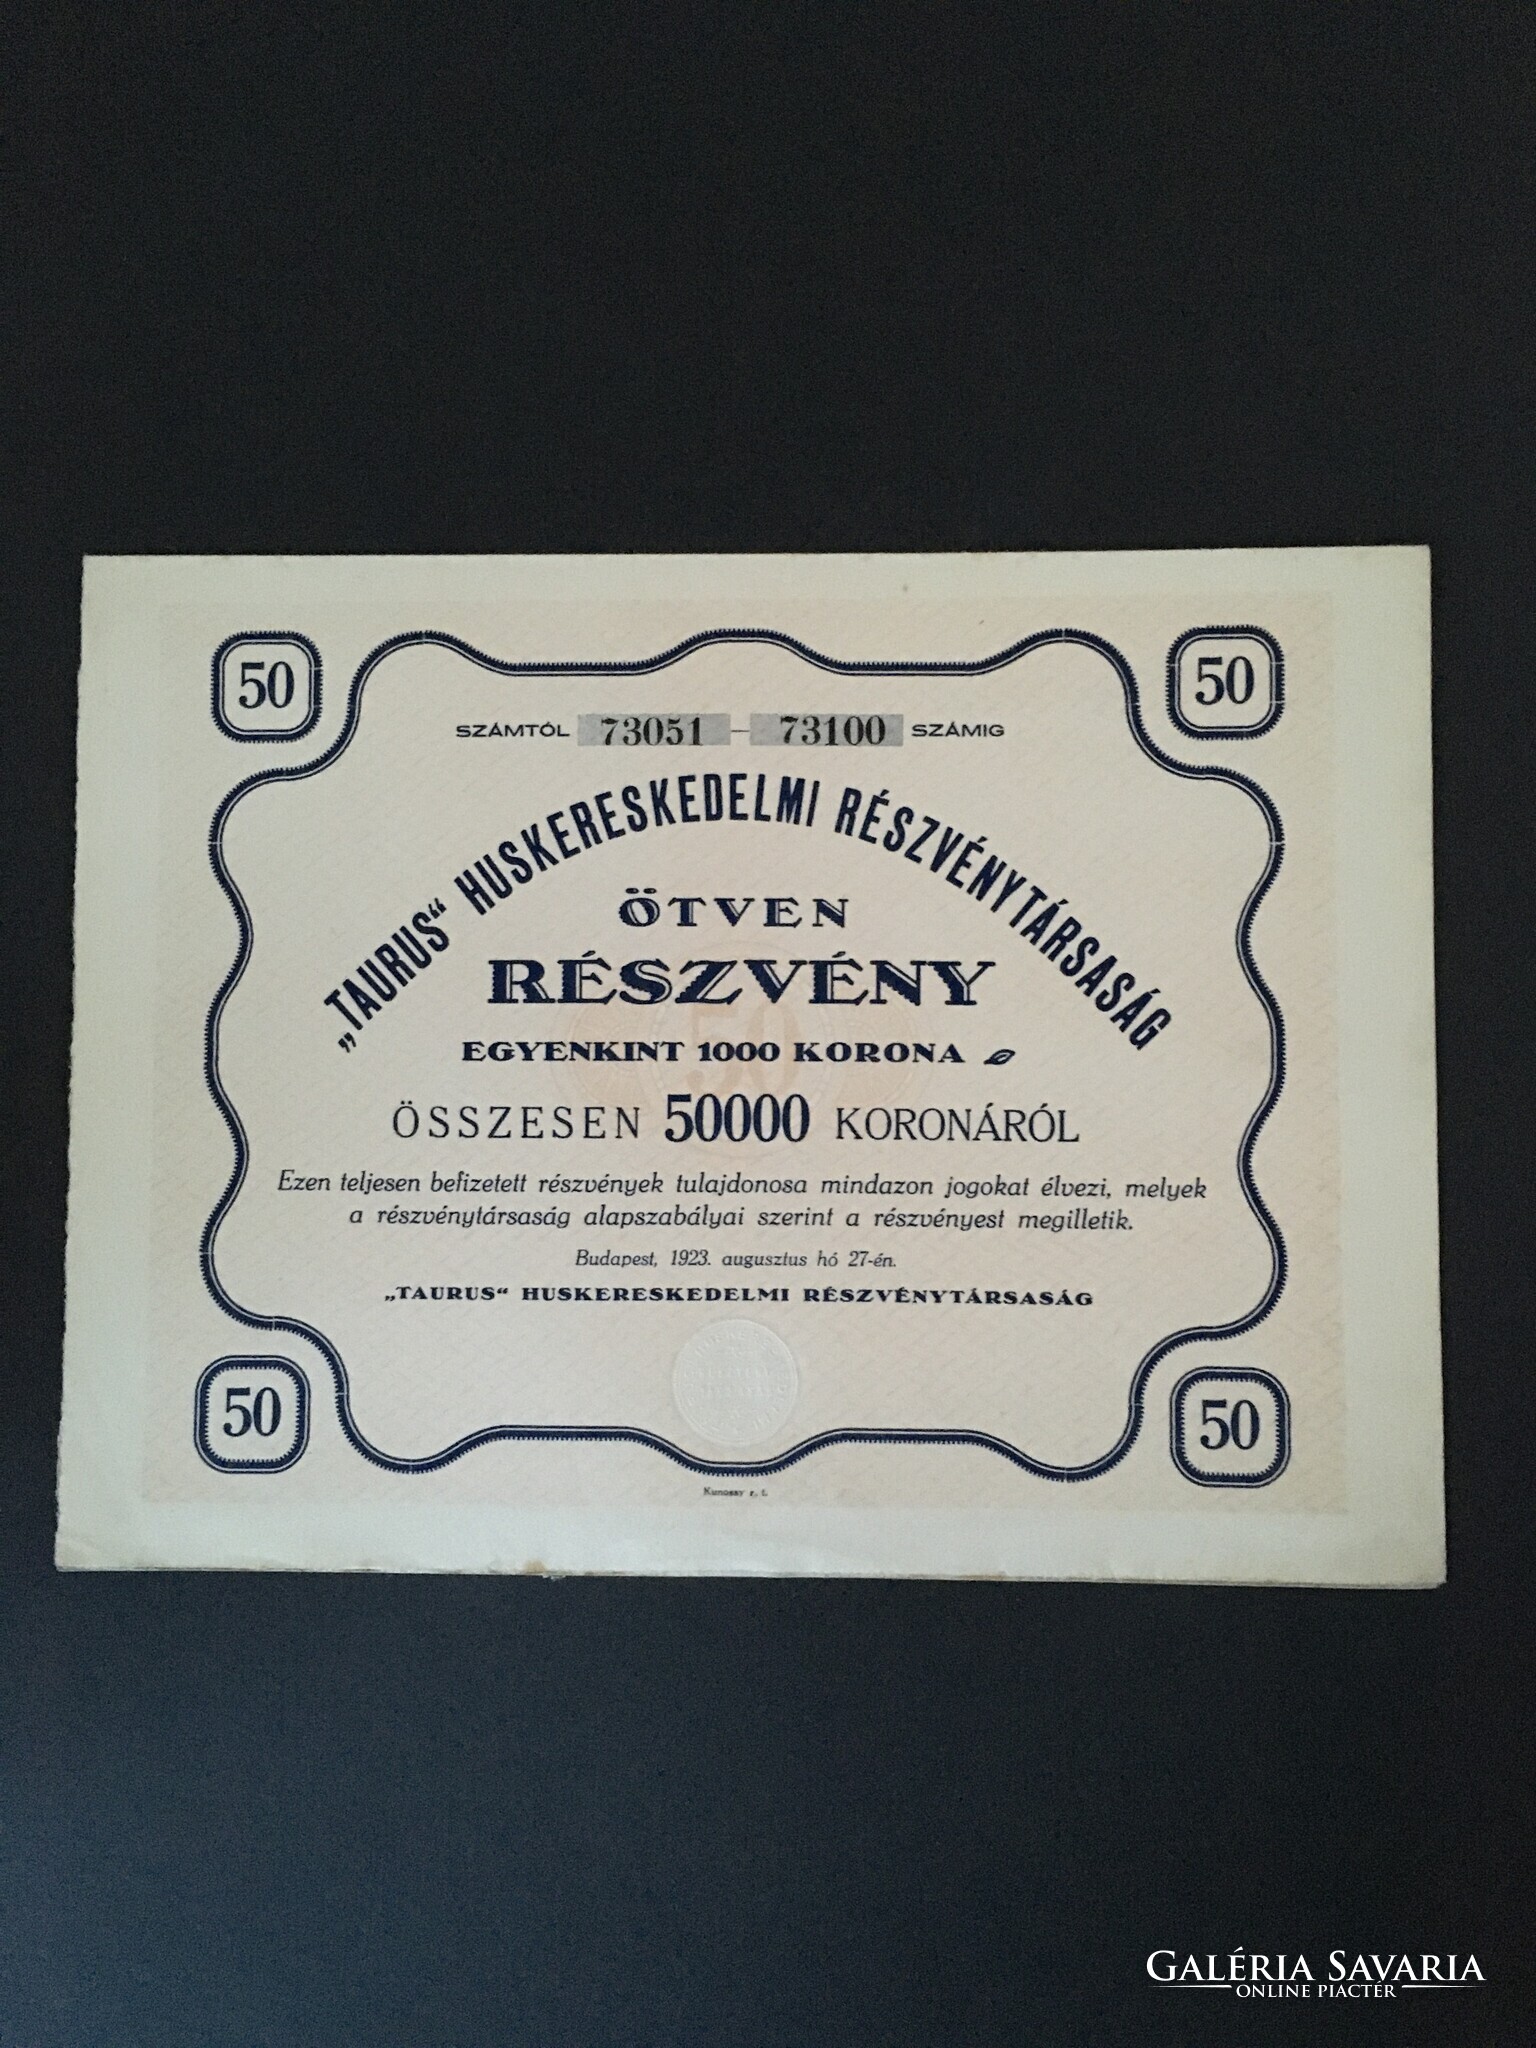 50
50
SZÁMTÓL 73051 — 73100 SZÁMIG
„TAURUS“ HUSKERESKEDELMI RÉSZVÉNYTÁRSASÁG
ÖTVEN
RÉSZVÉNY
EGYENKINT 1000 KORONA
ÖSSZESEN 50000 KORONÁRÓL
Ezen teljesen befizetett részvények tulajdonosa mindazon jogokat élvezi, melyek
a részvénytársaság alapszabályai szerint a részvényest megilletik.
Budapest, 1923. augusztus hó 27-én.
„TAURUS“ HUSKERESKEDELMI RÉSZVÉNYTÁRSASÁG
50
50
Kunossy r. t.
GALÉRIA SAVARIA
ONLINE PIACTÉR